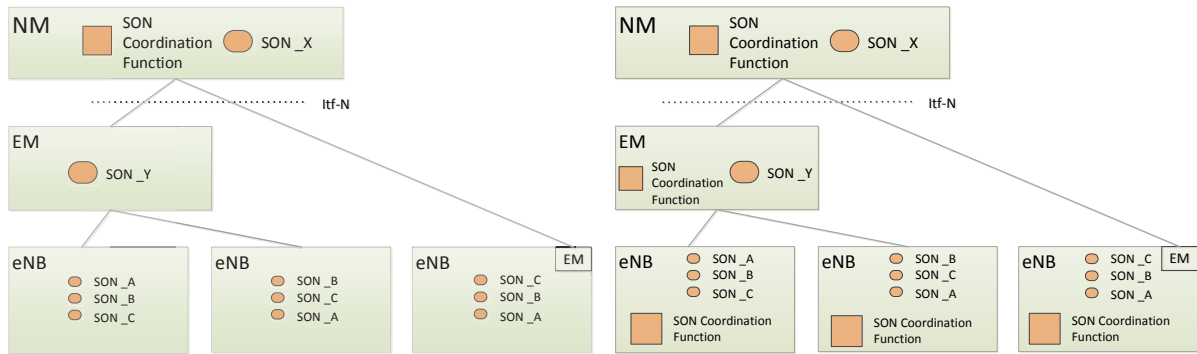 NM
SON
Coordination
Function
SON _X
Itf-N
EM
SON _Y
eNB
SON _A
SON _B
SON _C
eNB
SON _B
SON _C
SON _A
eNB
EM
SON _C
SON _B
SON _A
NM
SON
Coordination
Function
SON _X
Itf-N
EM
SON
Coordination
Function
SON _Y
eNB
SON _A
SON _B
SON _C
SON Coordination
Function
eNB
SON _B
SON _C
SON _A
SON Coordination
Function
eNB
EM
SON _C
SON _B
SON _A
SON Coordination
Function